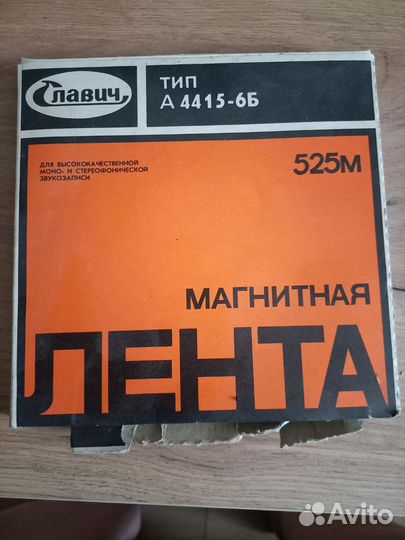 Славич
ТИП
А 4415-6Б
ДЛЯ ВЫСОКОКАЧЕСТВЕННОЙ
МОНО- И СТЕРЕОФОНИЧЕСКОЙ
ЗВУКОЗАПИСИ
525М
МАГНИТНАЯ
ЛЕНТА
Avito